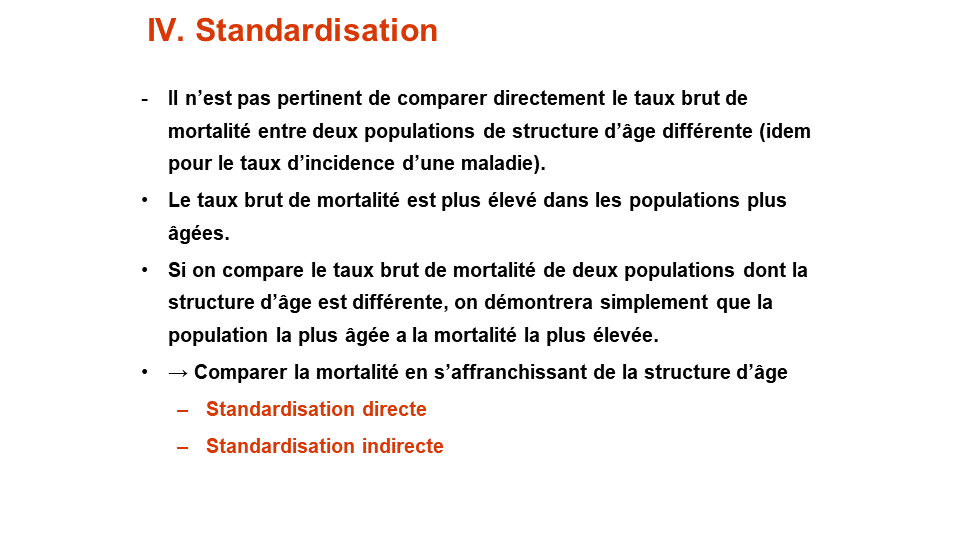 IV. Standardisation
- Il n’est pas pertinent de comparer directement le taux brut de
mortalité entre deux populations de structure d’âge différente (idem
pour le taux d’incidence d’une maladie).
• Le taux brut de mortalité est plus élevé dans les populations plus
âgées.
• Si on compare le taux brut de mortalité de deux populations dont la
structure d’âge est différente, on démontrera simplement que la
population la plus âgée a la mortalité la plus élevée.
• → Comparer la mortalité en s’affranchissant de la structure d’âge
– Standardisation directe
– Standardisation indirecte